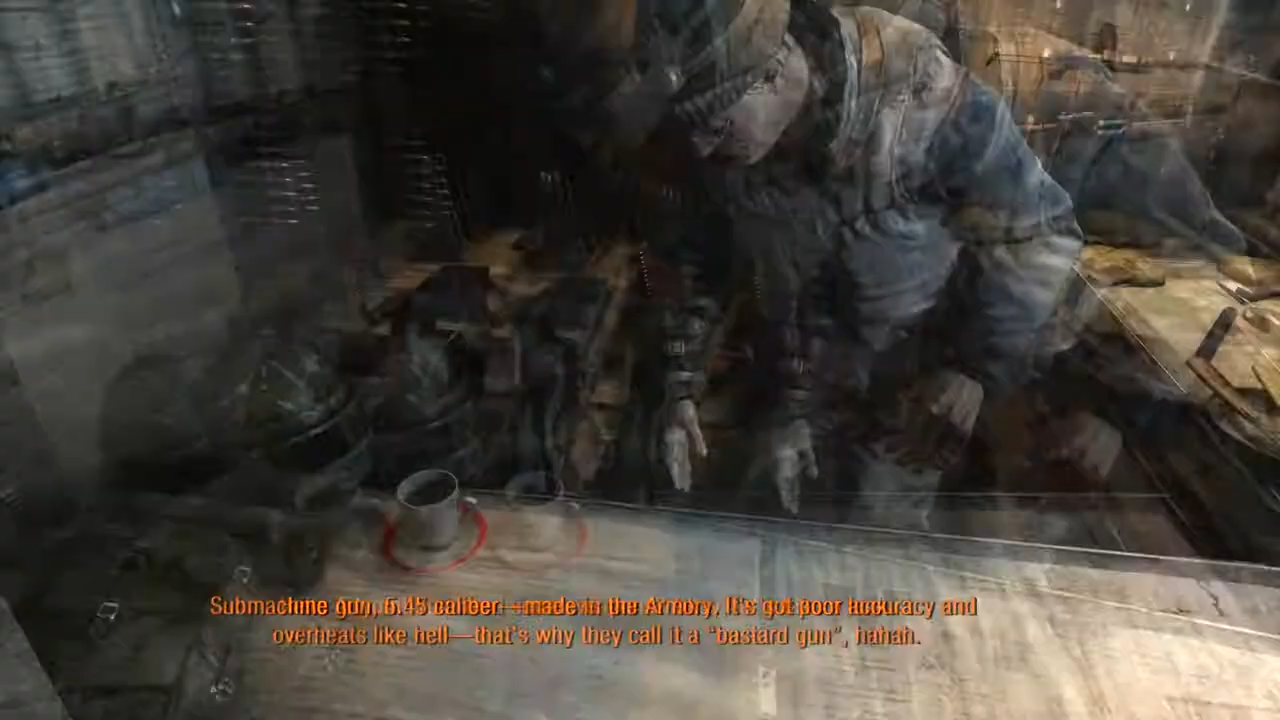 Submachine gun, 5.45 caliber—made in the Armory. It's got poor accuracy and
overheats like hell—that's why they call it a "bastard gun", hahah.